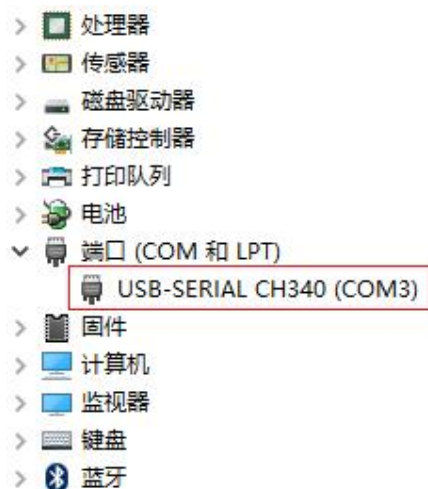 处理器
传感器
磁盘驱动器
存储控制器
打印队列
电池
端口 (COM 和 LPT)
USB-SERIAL CH340 (COM3)
固件
计算机
监视器
键盘
蓝牙